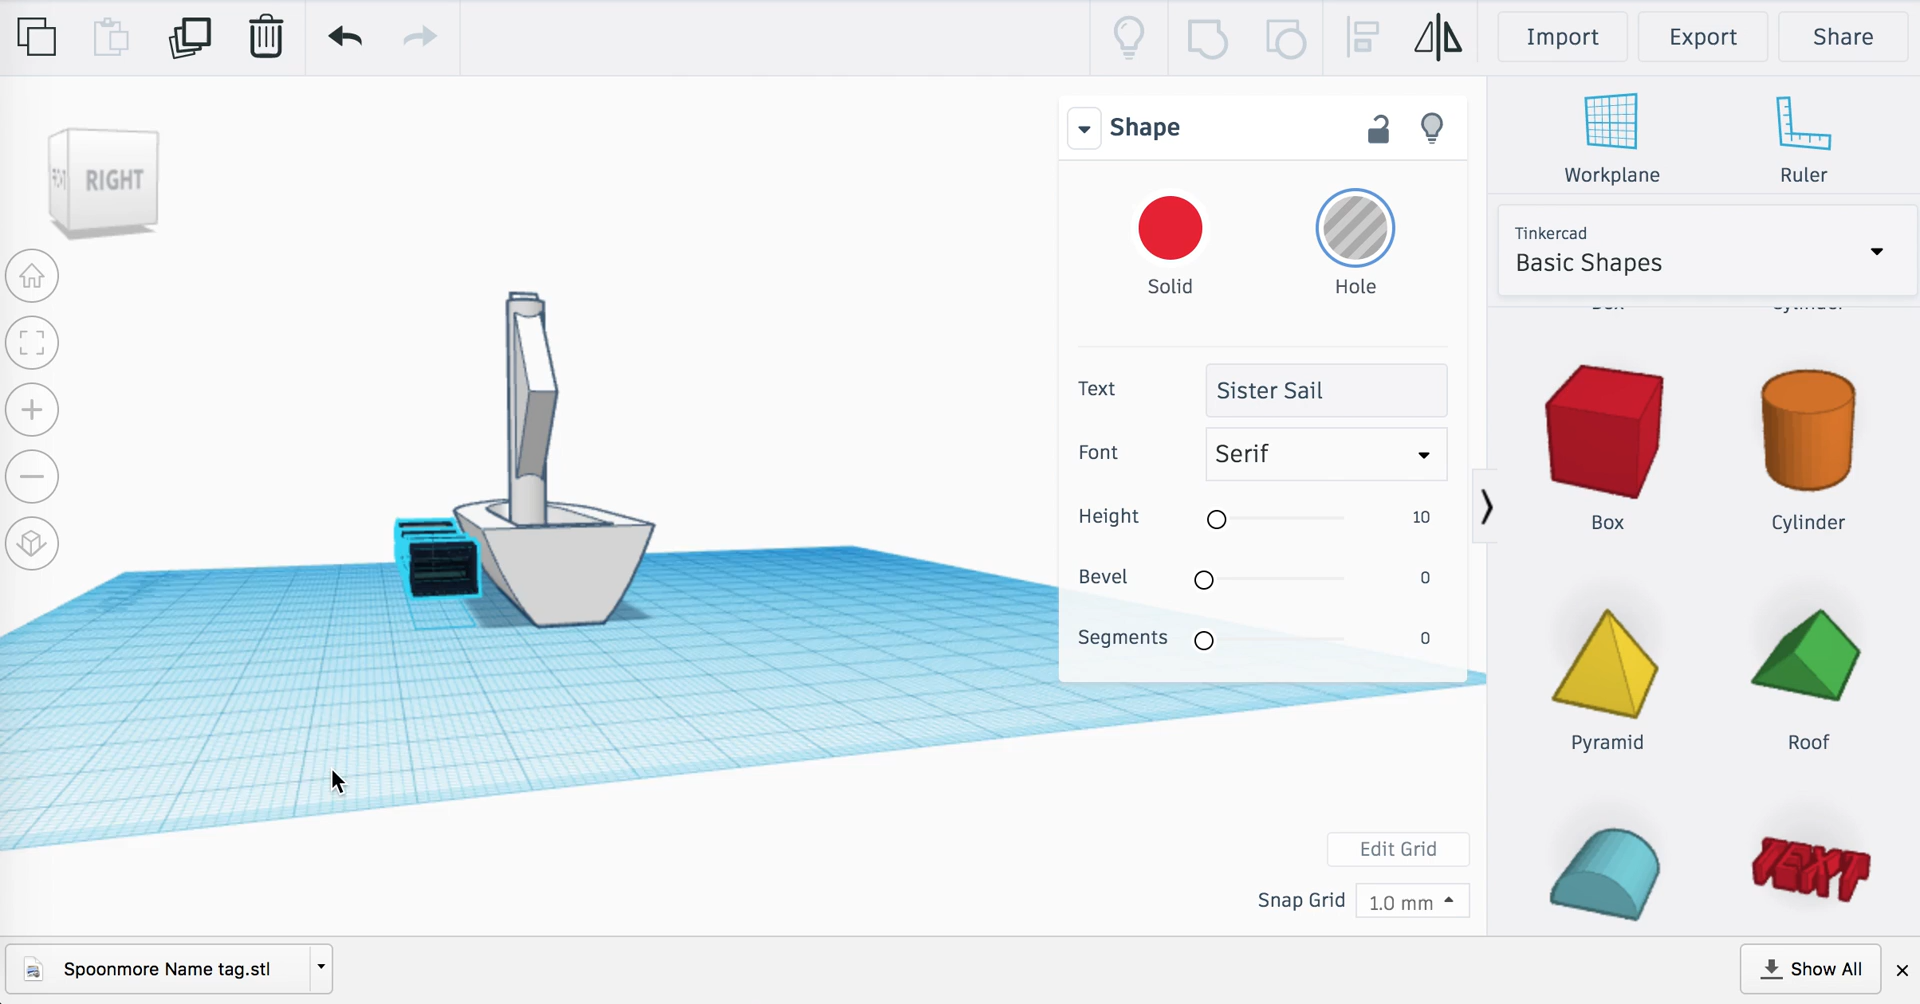 Import
Export
Share
Shape
RIGHT
Workplane
Ruler
Solid
Hole
Tinkercad
Basic Shapes
Text
Sister Sail
Font
Serif
Height
10
Box
Cylinder
Bevel
0
Segments
0
Pyramid
Roof
Edit Grid
TEXT
Snap Grid
1.0 mm
Spoonmore Name tag.stl
Show All